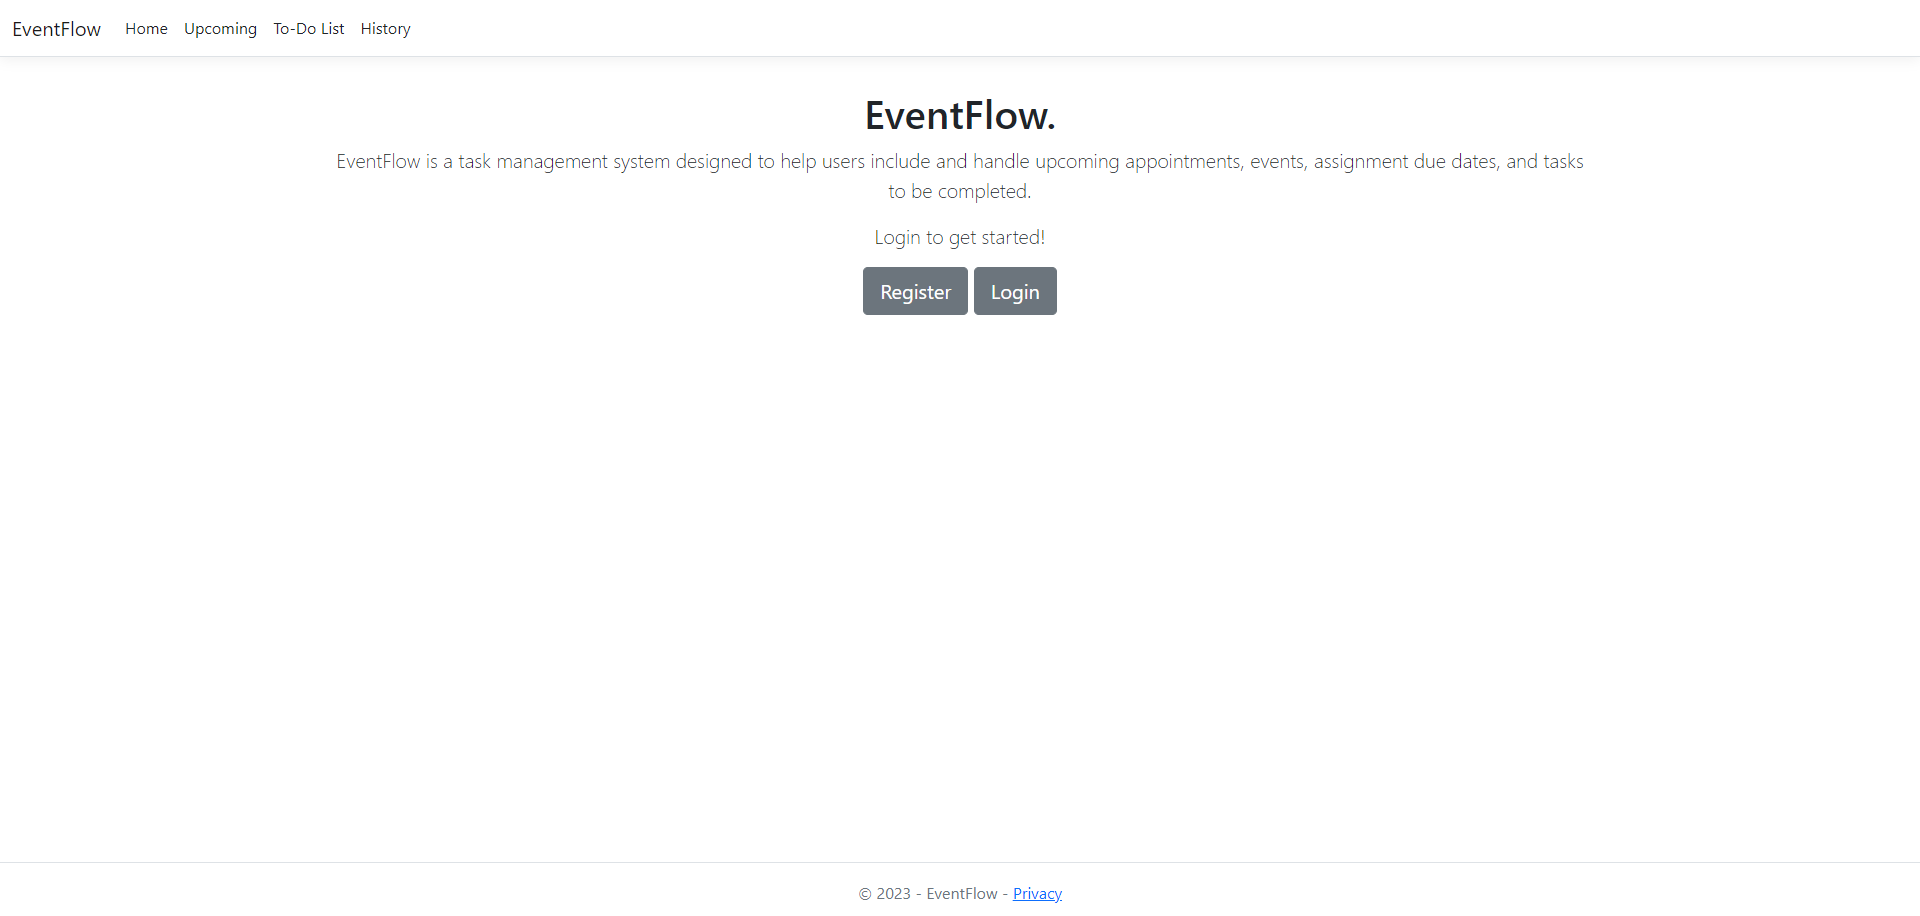 EventFlow Home Upcoming To-Do List History
EventFlow.
EventFlow is a task management system designed to help users include and handle upcoming appointments, events, assignment due dates, and tasks
to be completed.
Login to get started!
Register Login
© 2023 - EventFlow - Privacy